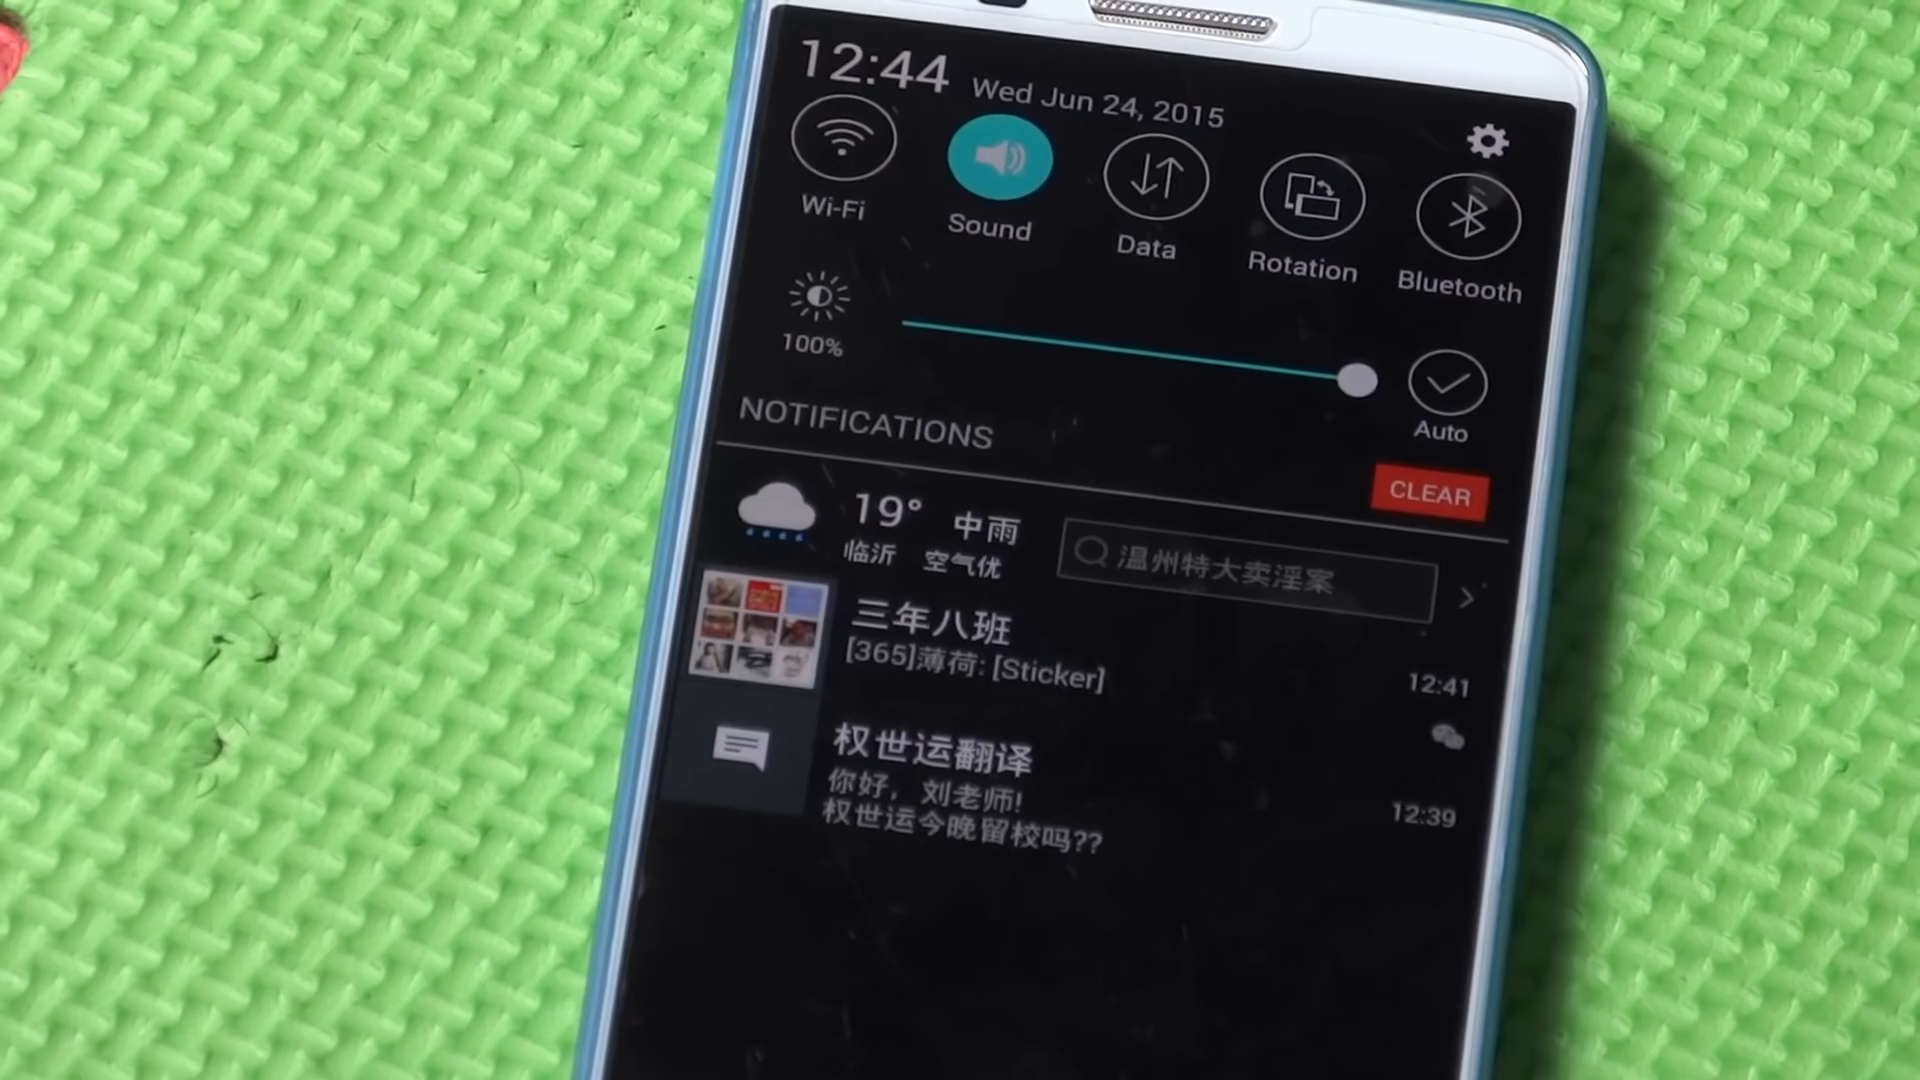 12:44 Wed Jun 24, 2015
Wi-Fi Sound Data Rotation Bluetooth
100%
Auto
NOTIFICATIONS
CLEAR
19° 中雨
临沂 空气优
温州特大卖淫案
三年八班
[365]薄荷: [Sticker]
12:41
权世运翻译
你好，刘老师!
权世运今晚留校吗??
12:39